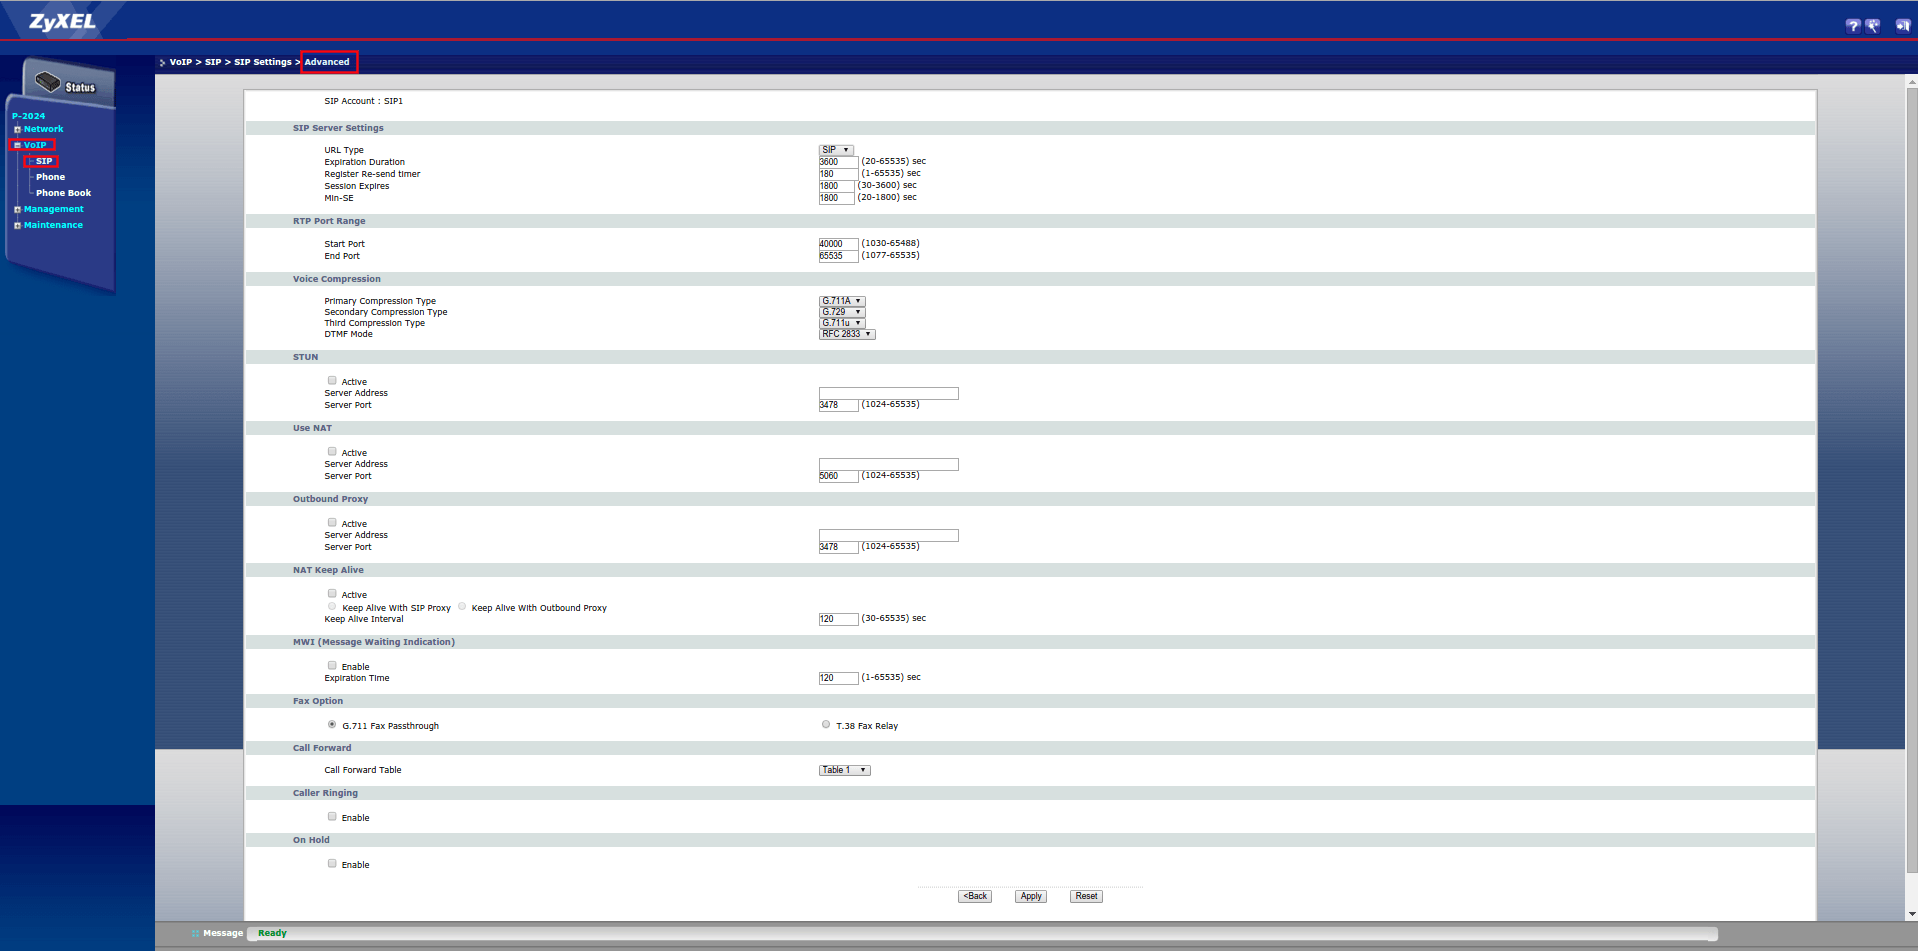 ZyXEL
VoIP > SIP > SIP Settings > Advanced
Status
P-2024
Network
VoIP
SIP
Phone
Phone Book
Management
Maintenance
SIP Account : SIP1
SIP Server Settings
URL Type SIP
Expiration Duration 3600 (20-65535) sec
Register Re-send timer 180 (1-65535) sec
Session Expires 1800 (30-3600) sec
Min-SE 1800 (20-1800) sec
RTP Port Range
Start Port 40000 (1030-65488)
End Port 65535 (1077-65535)
Voice Compression
Primary Compression Type G.711A
Secondary Compression Type G.729
Third Compression Type G.711u
DTMF Mode RFC 2833
STUN
Active
Server Address
Server Port 3478 (1024-65535)
Use NAT
Active
Server Address
Server Port 5060 (1024-65535)
Outbound Proxy
Active
Server Address
Server Port 3478 (1024-65535)
NAT Keep Alive
Active
Keep Alive With SIP Proxy Keep Alive With Outbound Proxy
Keep Alive Interval 120 (30-65535) sec
MWI (Message Waiting Indication)
Enable
Expiration Time 120 (1-65535) sec
Fax Option
G.711 Fax Passthrough T.38 Fax Relay
Call Forward
Call Forward Table Table 1
Caller Ringing
Enable
On Hold
Enable
<Back Apply Reset
Message Ready